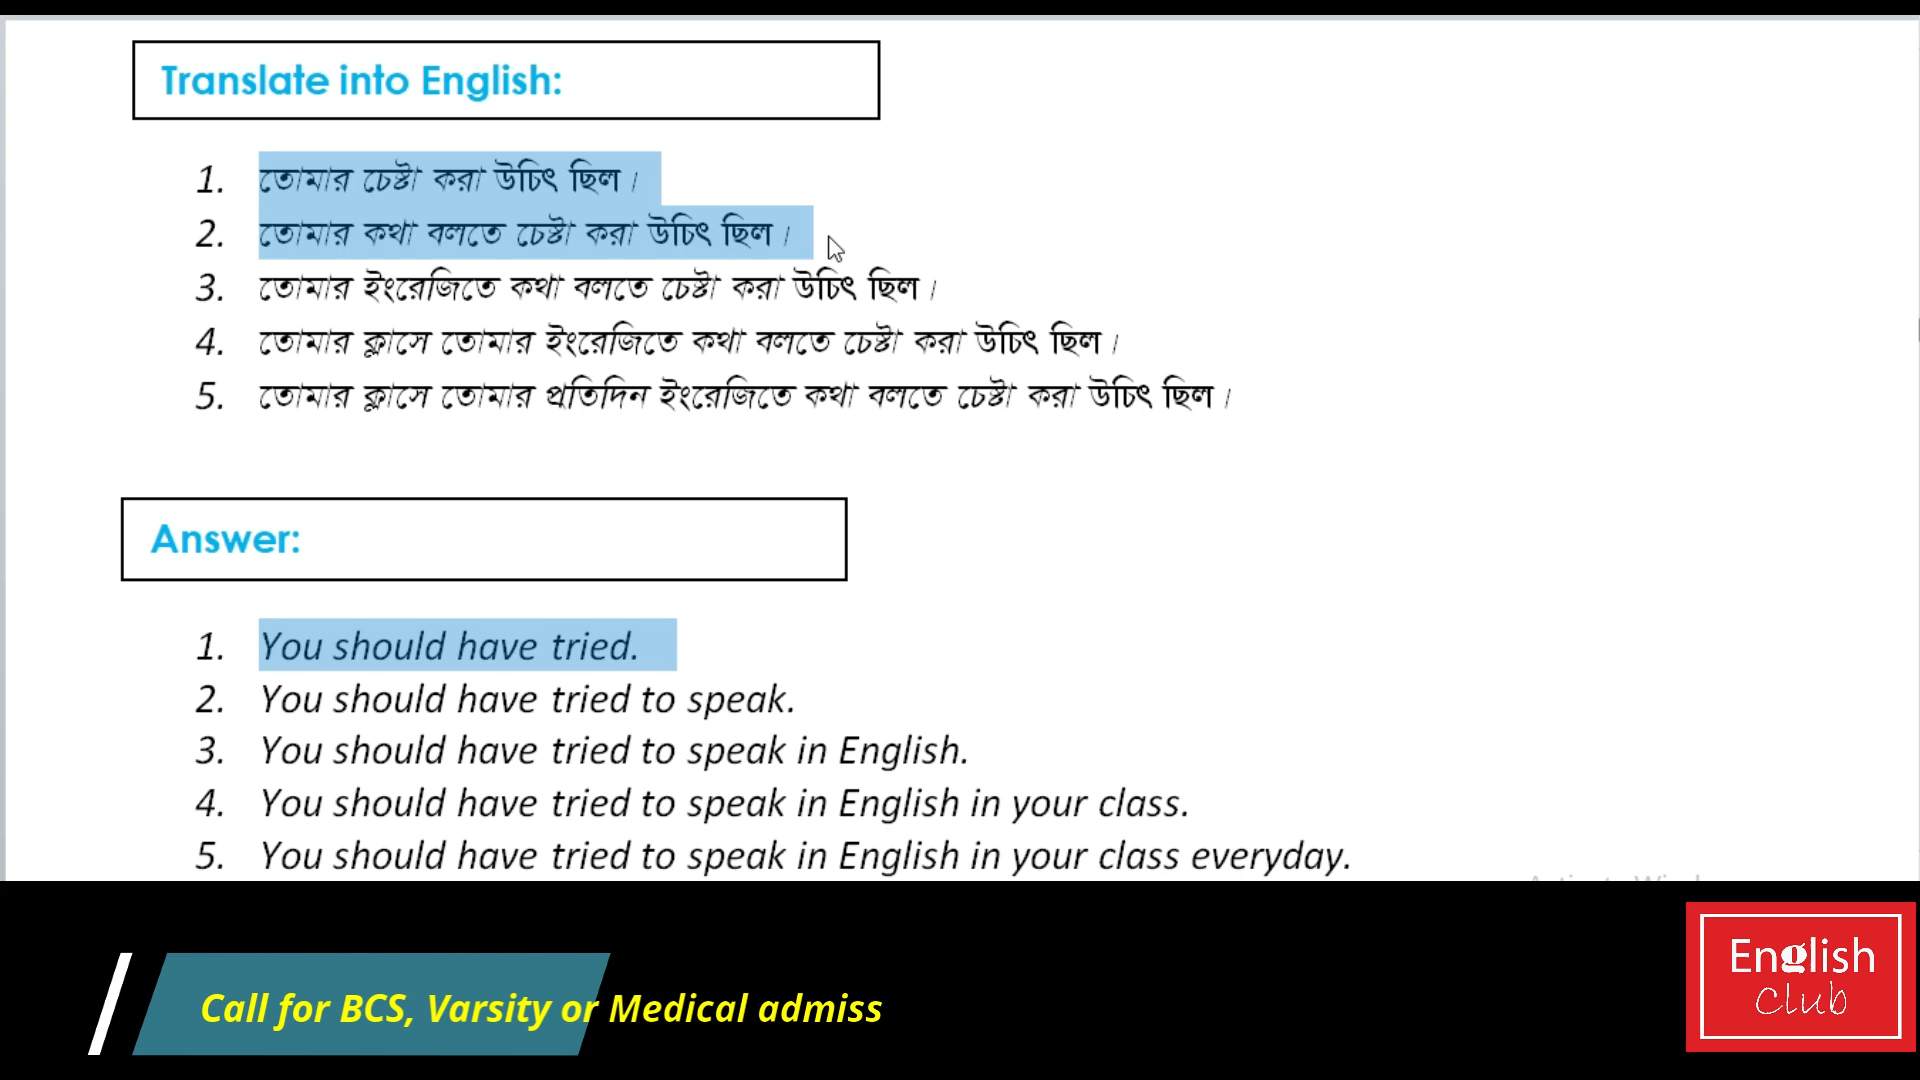 Translate into English:
1. তোমার চেষ্টা করা উচিৎ ছিল।
2. তোমার কথা বলতে চেষ্টা করা উচিৎ ছিল।
3. তোমার ইংরেজিতে কথা বলতে চেষ্টা করা উচিৎ ছিল।
4. তোমার ক্লাসে তোমার ইংরেজিতে কথা বলতে চেষ্টা করা উচিৎ ছিল।
5. তোমার ক্লাসে তোমার প্রতিদিন ইংরেজিতে কথা বলতে চেষ্টা করা উচিৎ ছিল।
Answer:
1. You should have tried.
2. You should have tried to speak.
3. You should have tried to speak in English.
4. You should have tried to speak in English in your class.
5. You should have tried to speak in English in your class everyday.
Call for BCS, Varsity or Medical admiss
English
Club